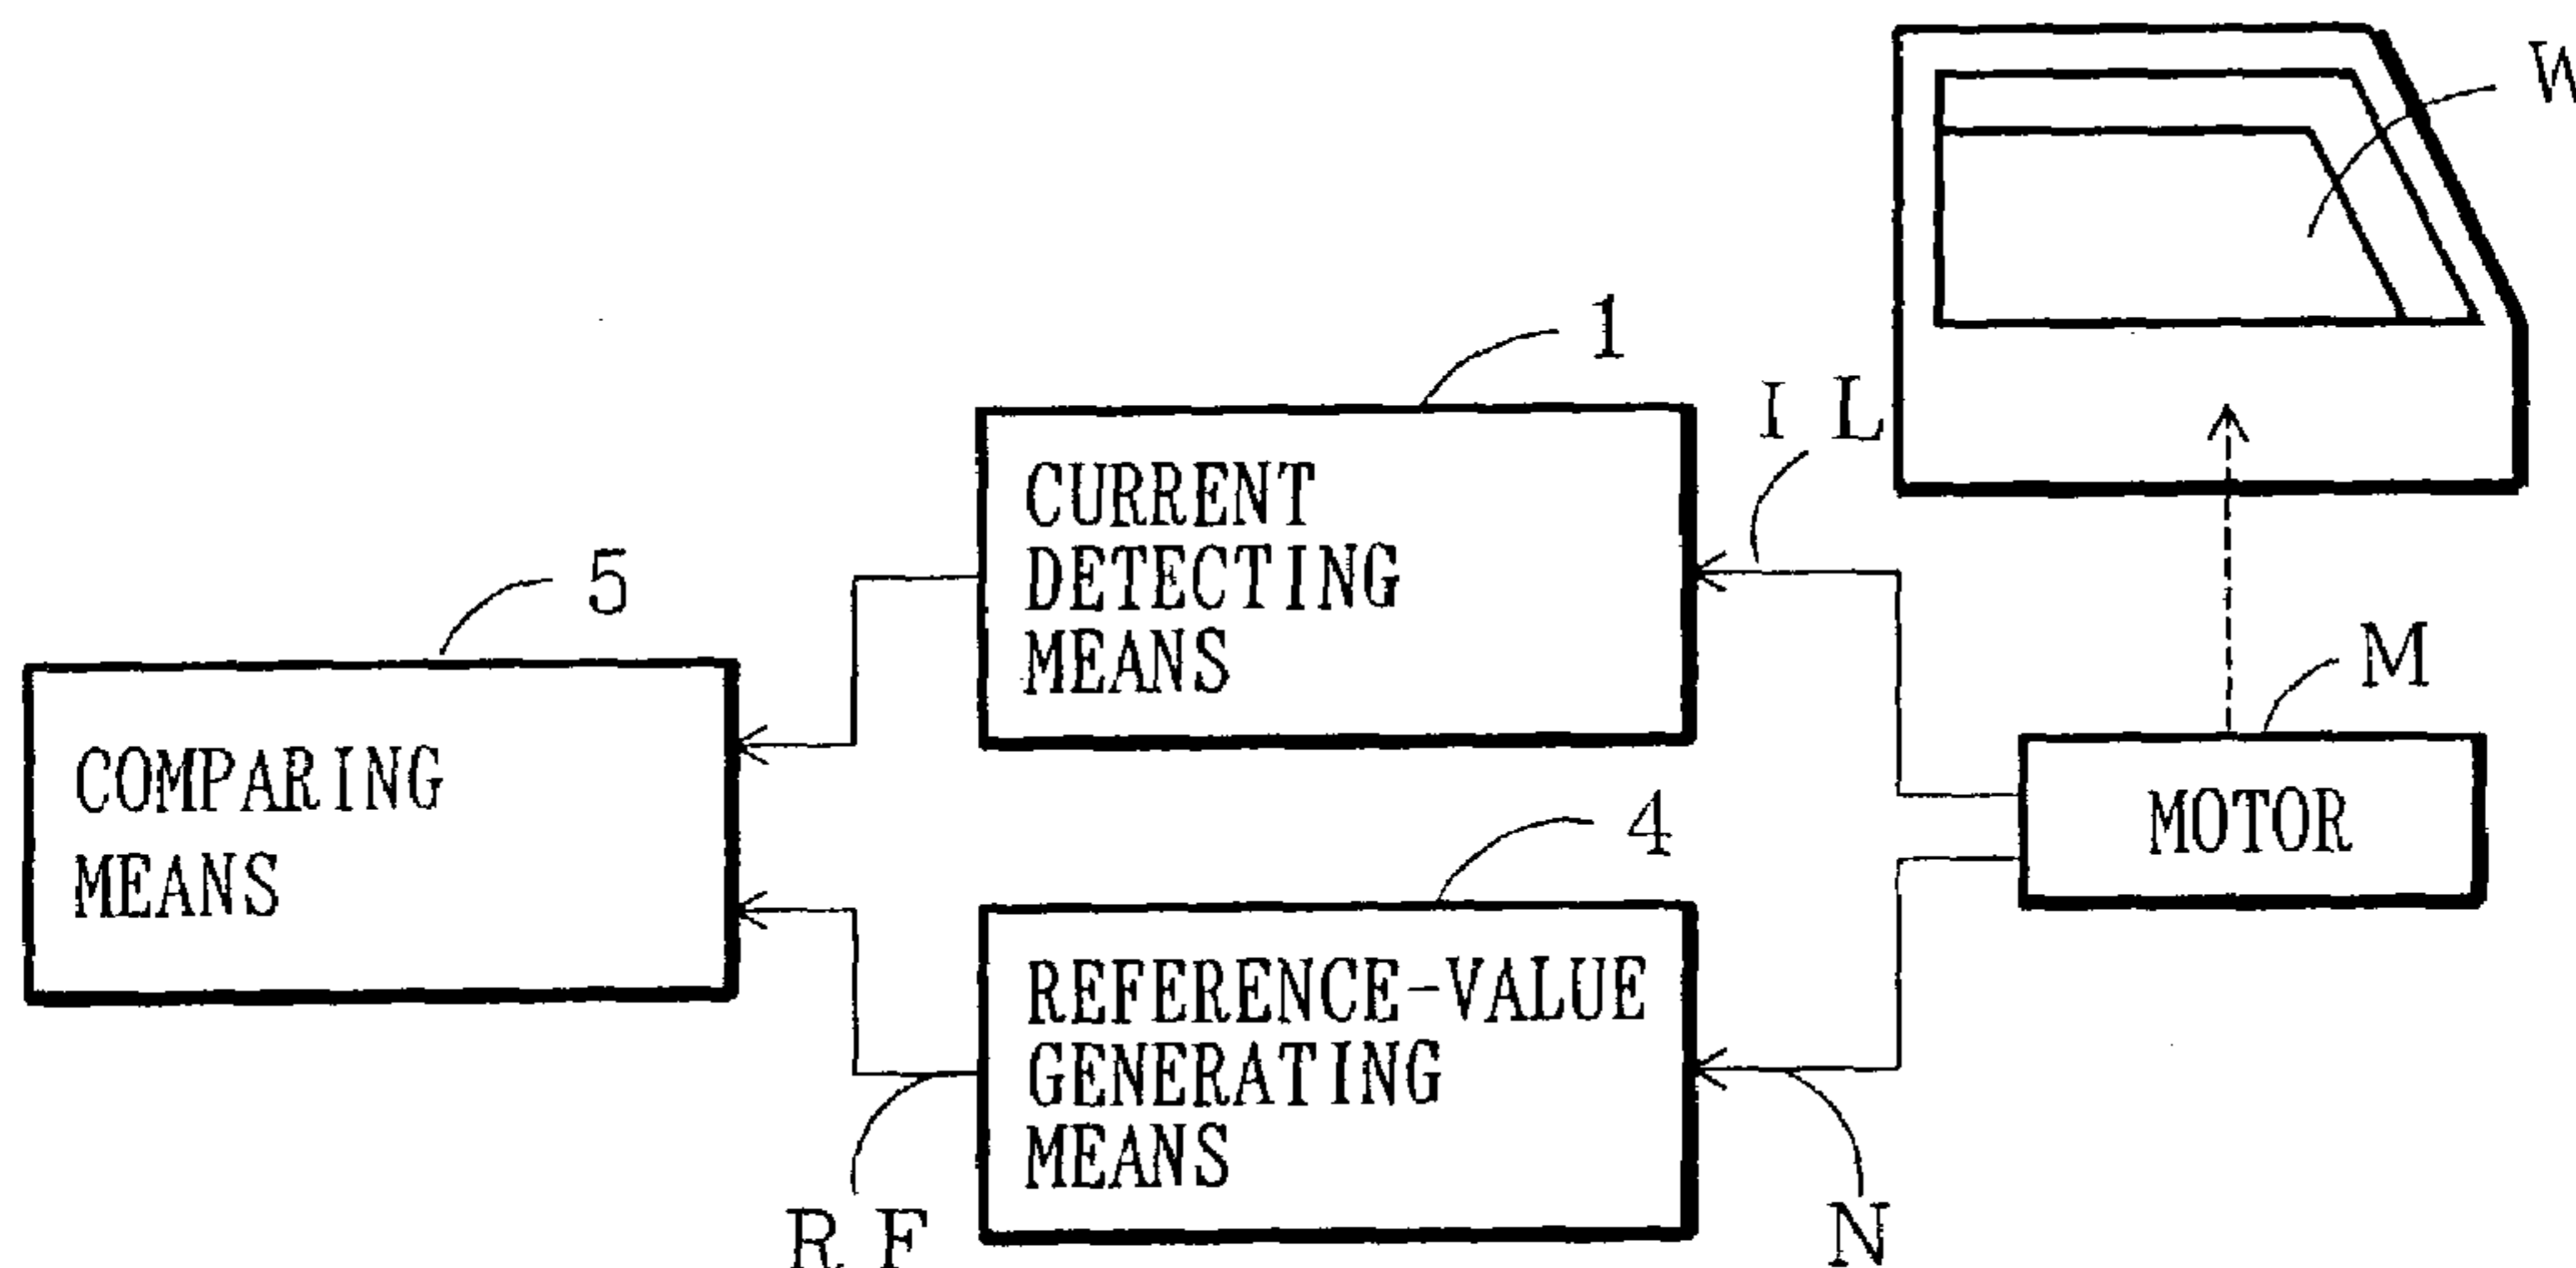 W
1
I L
CURRENT
DETECTING
MEANS
5
M
COMPARING
MEANS
MOTOR
4
REFERENCE-VALUE
GENERATING
MEANS
R F
N